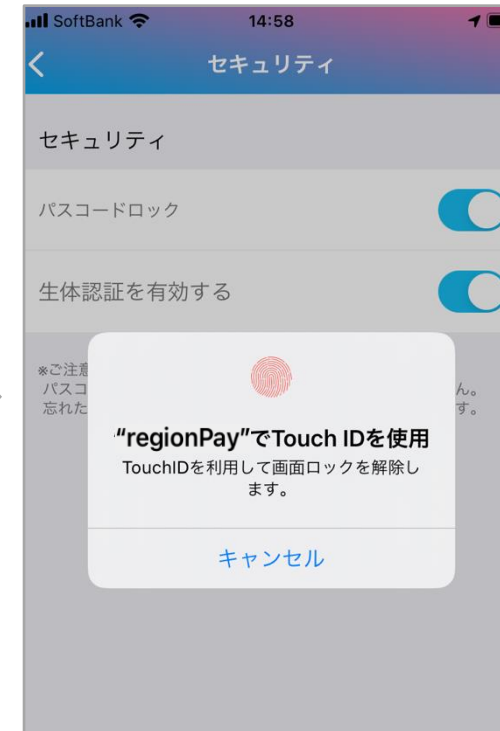 SoftBank 14:58
セキュリティ
セキュリティ
パスコードロック
生体認証を有効する
※ご注意
パスコ
ん。
忘れた
す。
“regionPay”でTouch IDを使用
TouchIDを利用して画面ロックを解除し
ます。
キャンセル